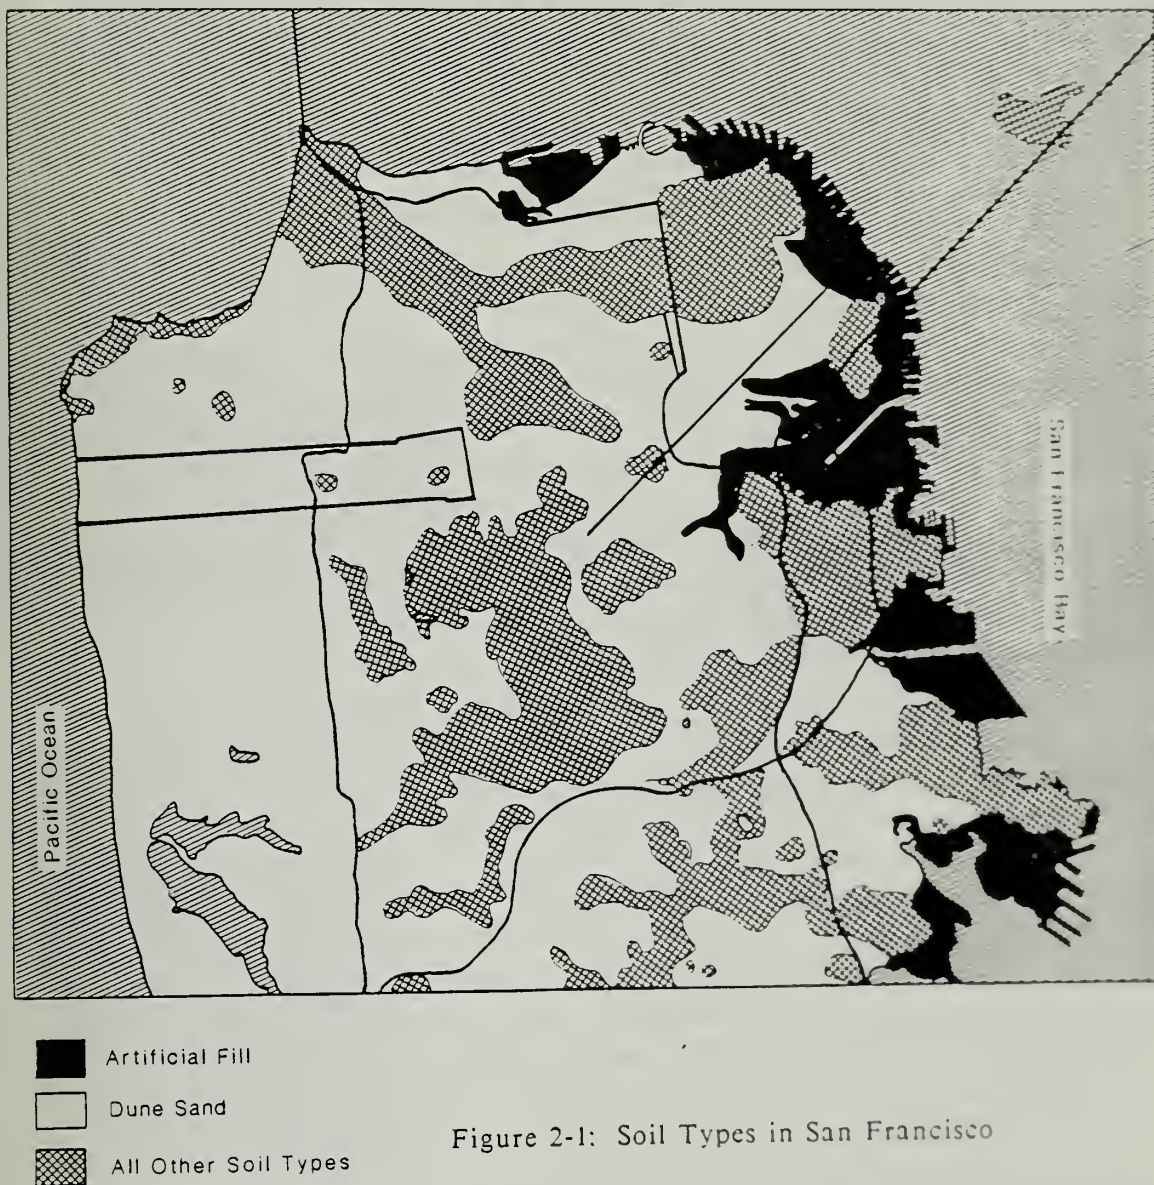 San Francisco Bay
Pacific Ocean
Artificial Fill
Dune Sand
All Other Soil Types
Figure 2-1: Soil Types in San Francisco